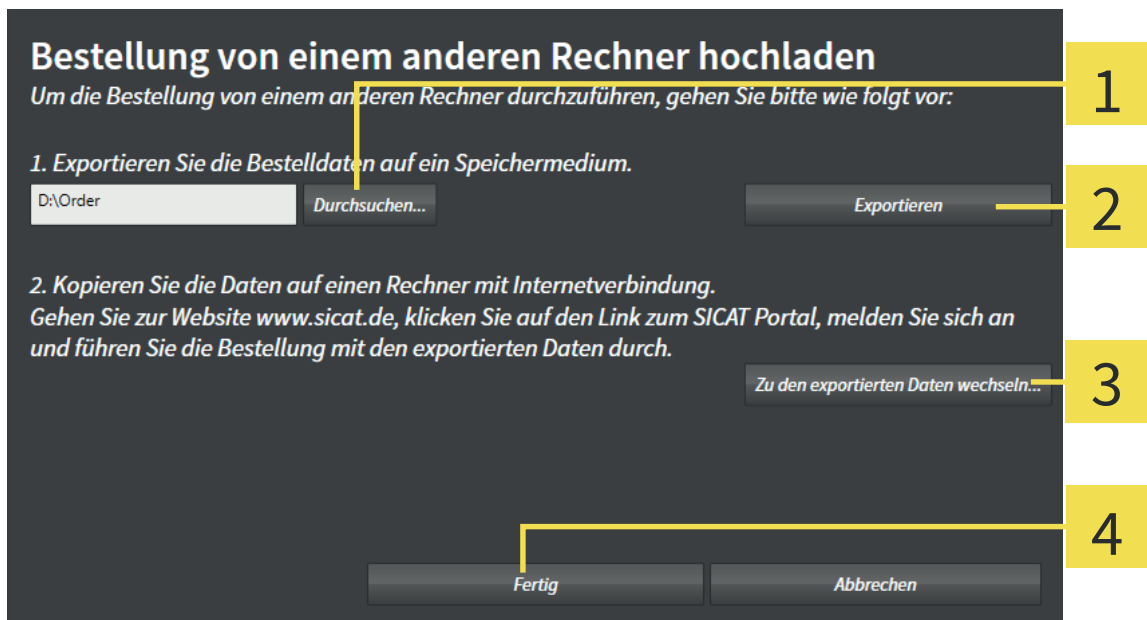 Bestellung von einem anderen Rechner hochladen
Um die Bestellung von einem anderen Rechner durchzuführen, gehen Sie bitte wie folgt vor:
1
1. Exportieren Sie die Bestelldaten auf ein Speichermedium.
D:\Order
Durchsuchen...
Exportieren
2
2. Kopieren Sie die Daten auf einen Rechner mit Internetverbindung.
Gehen Sie zur Website www.sicat.de, klicken Sie auf den Link zum SICAT Portal, melden Sie sich an
und führen Sie die Bestellung mit den exportierten Daten durch.
Zu den exportierten Daten wechseln...
3
4
Fertig
Abbrechen